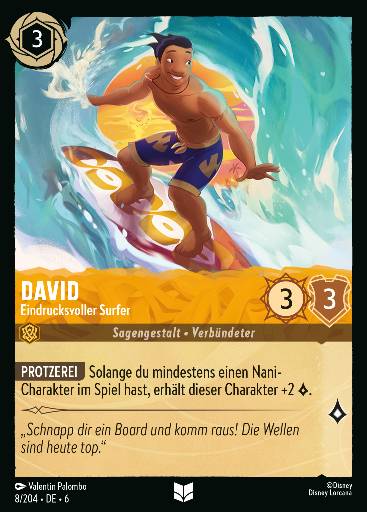 3
DAVID
Eindrucksvoller Surfer
3
3
Sagengestalt • Verbündeter
PROTZEREI Solange du mindestens einen Nani-
Charakter im Spiel hast, erhält dieser Charakter +2 ◊.
„Schnapp dir ein Board und komm raus! Die Wellen
sind heute top.“
Valentin Palombo
8/204 • DE • 6
©Disney
Disney Lorcana